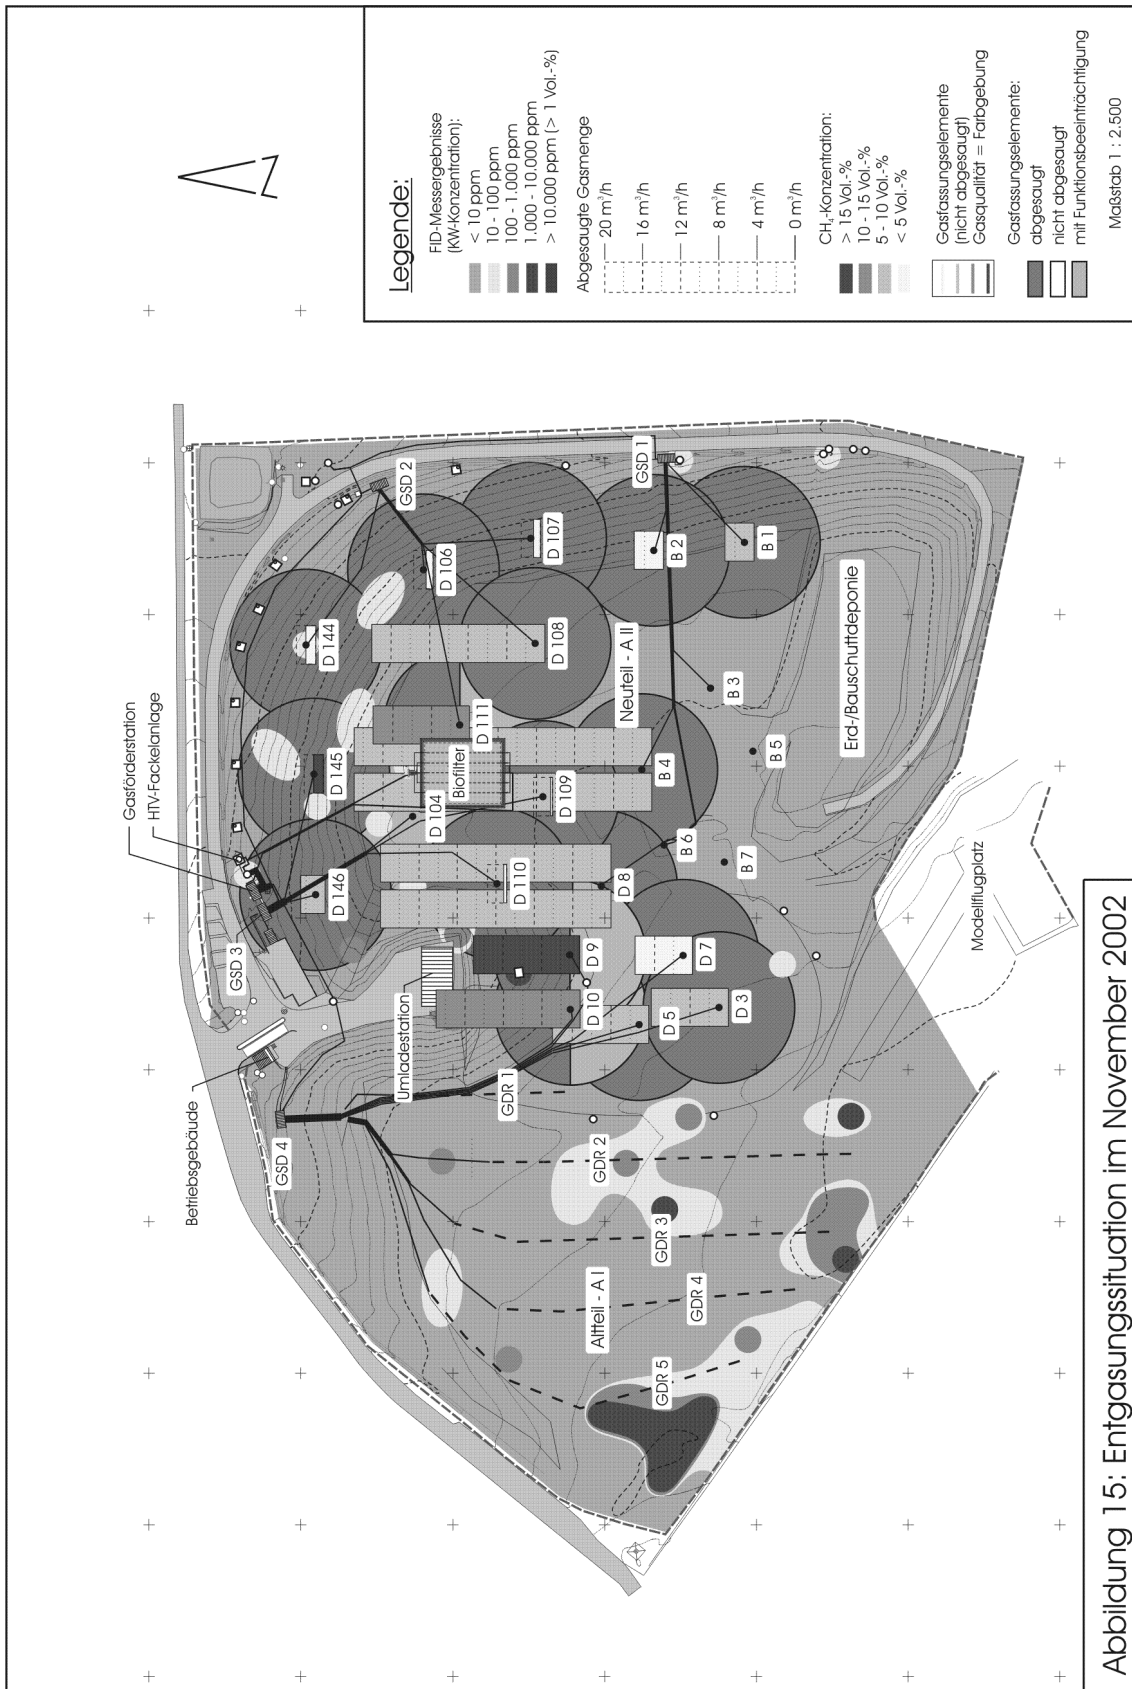 Legende:
FID-Messergebnisse
(KW-Konzentration):
< 10 ppm
10 - 100 ppm
100 - 1.000 ppm
1.000 - 10.000 ppm
> 10.000 ppm (> 1 Vol.-%)
Abgesaugte Gasmenge
20 m³/h
16 m³/h
12 m³/h
8 m³/h
4 m³/h
0 m³/h
CH₄-Konzentration:
> 15 Vol.-%
10 - 15 Vol.-%
5 - 10 Vol.-%
< 5 Vol.-%
Gasfassungselemente
(nicht abgesaugt)
Gasqualität = Farbgebung
Gasfassungselemente:
abgesaugt
nicht abgesaugt
mit Funktionsbeeinträchtigung
Maßstab 1 : 2.500
Gasförderstation
HTV-Fackelanlage
Betriebsgebäude
GSD 4
GSD 3
GSD 2
GSD 1
D 146
D 145
D 144
D 106
D 107
D 108
D 111
D 104
Biofilter
D 109
D 110
Umladestation
D 8
D 9
D 10
D 7
D 5
D 3
B 1
B 2
B 3
B 4
B 5
B 6
B 7
Neuteil - A II
Erd-/Bauschuttdeponie
Modellflugplatz
GDR 1
GDR 2
GDR 3
GDR 4
GDR 5
Altteil - A I
Abbildung 15: Entgasungssituation im November 2002